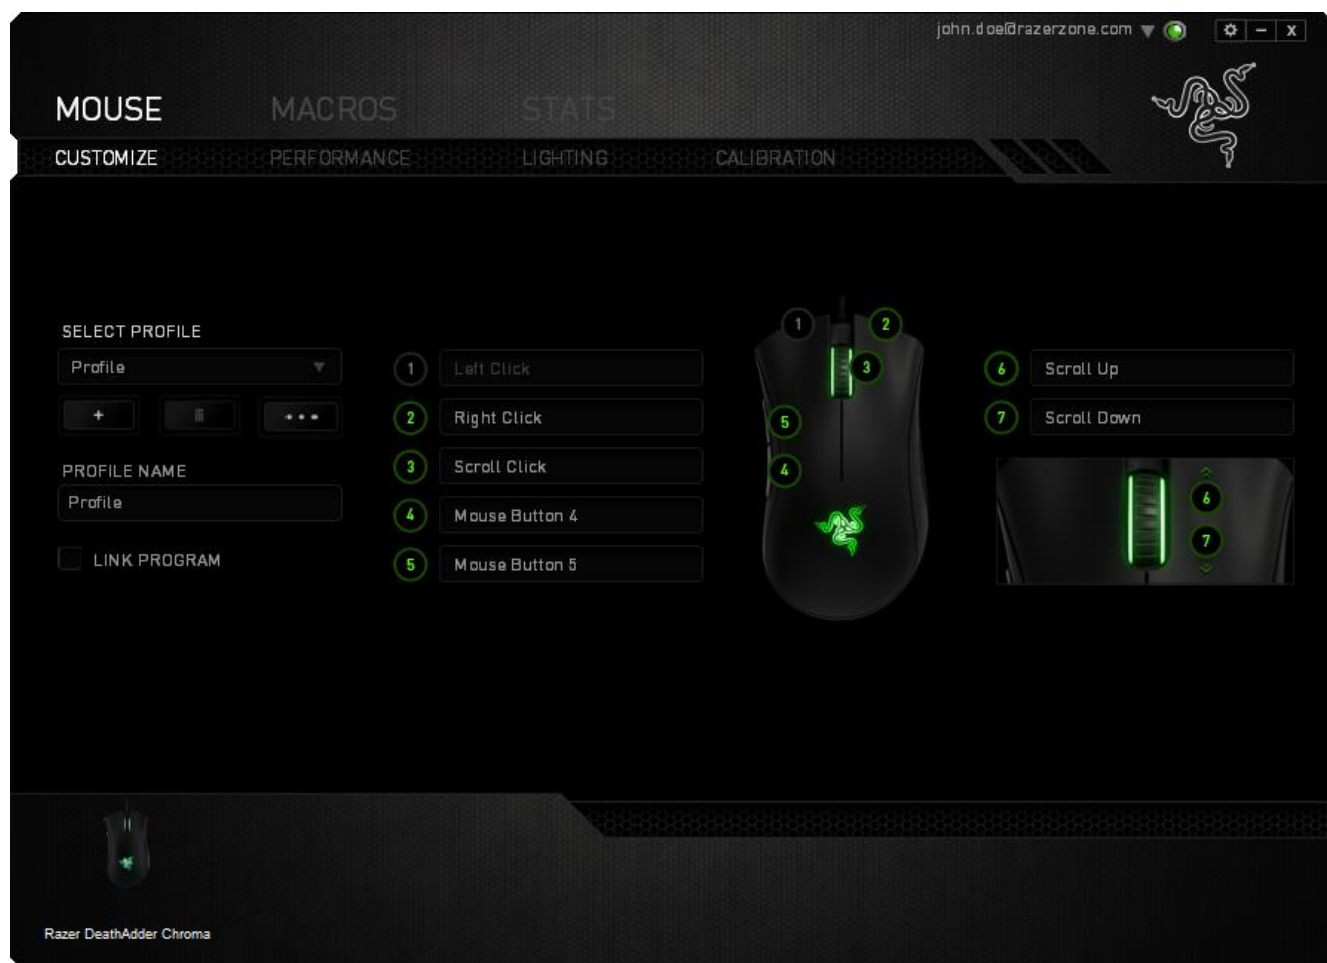 john.doe@razerzone.com
MOUSE MACROS STATS
CUSTOMIZE PERFORMANCE LIGHTING CALIBRATION
SELECT PROFILE
Profile
PROFILE NAME
Profile
LINK PROGRAM
1 Left Click
2 Right Click
3 Scroll Click
4 Mouse Button 4
5 Mouse Button 5
1 2
3
5
4
6 Scroll Up
7 Scroll Down
6
7
Razer DeathAdder Chroma